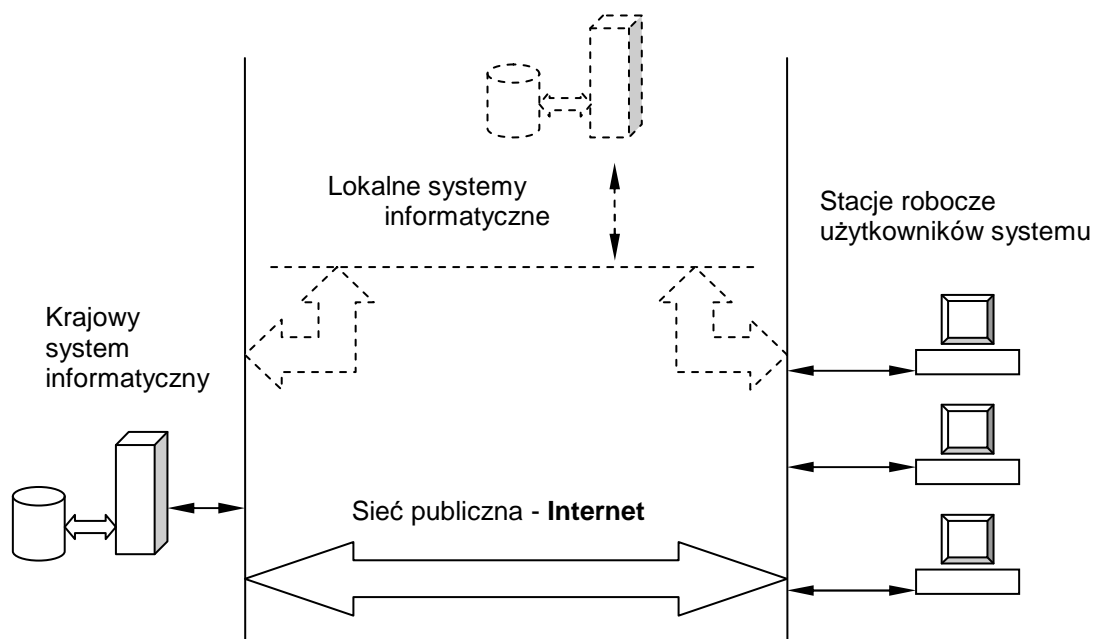 Lokalne systemy
informatyczne
Stacje robocze
użytkowników systemu
Krajowy
system
informatyczny
Sieć publiczna - Internet